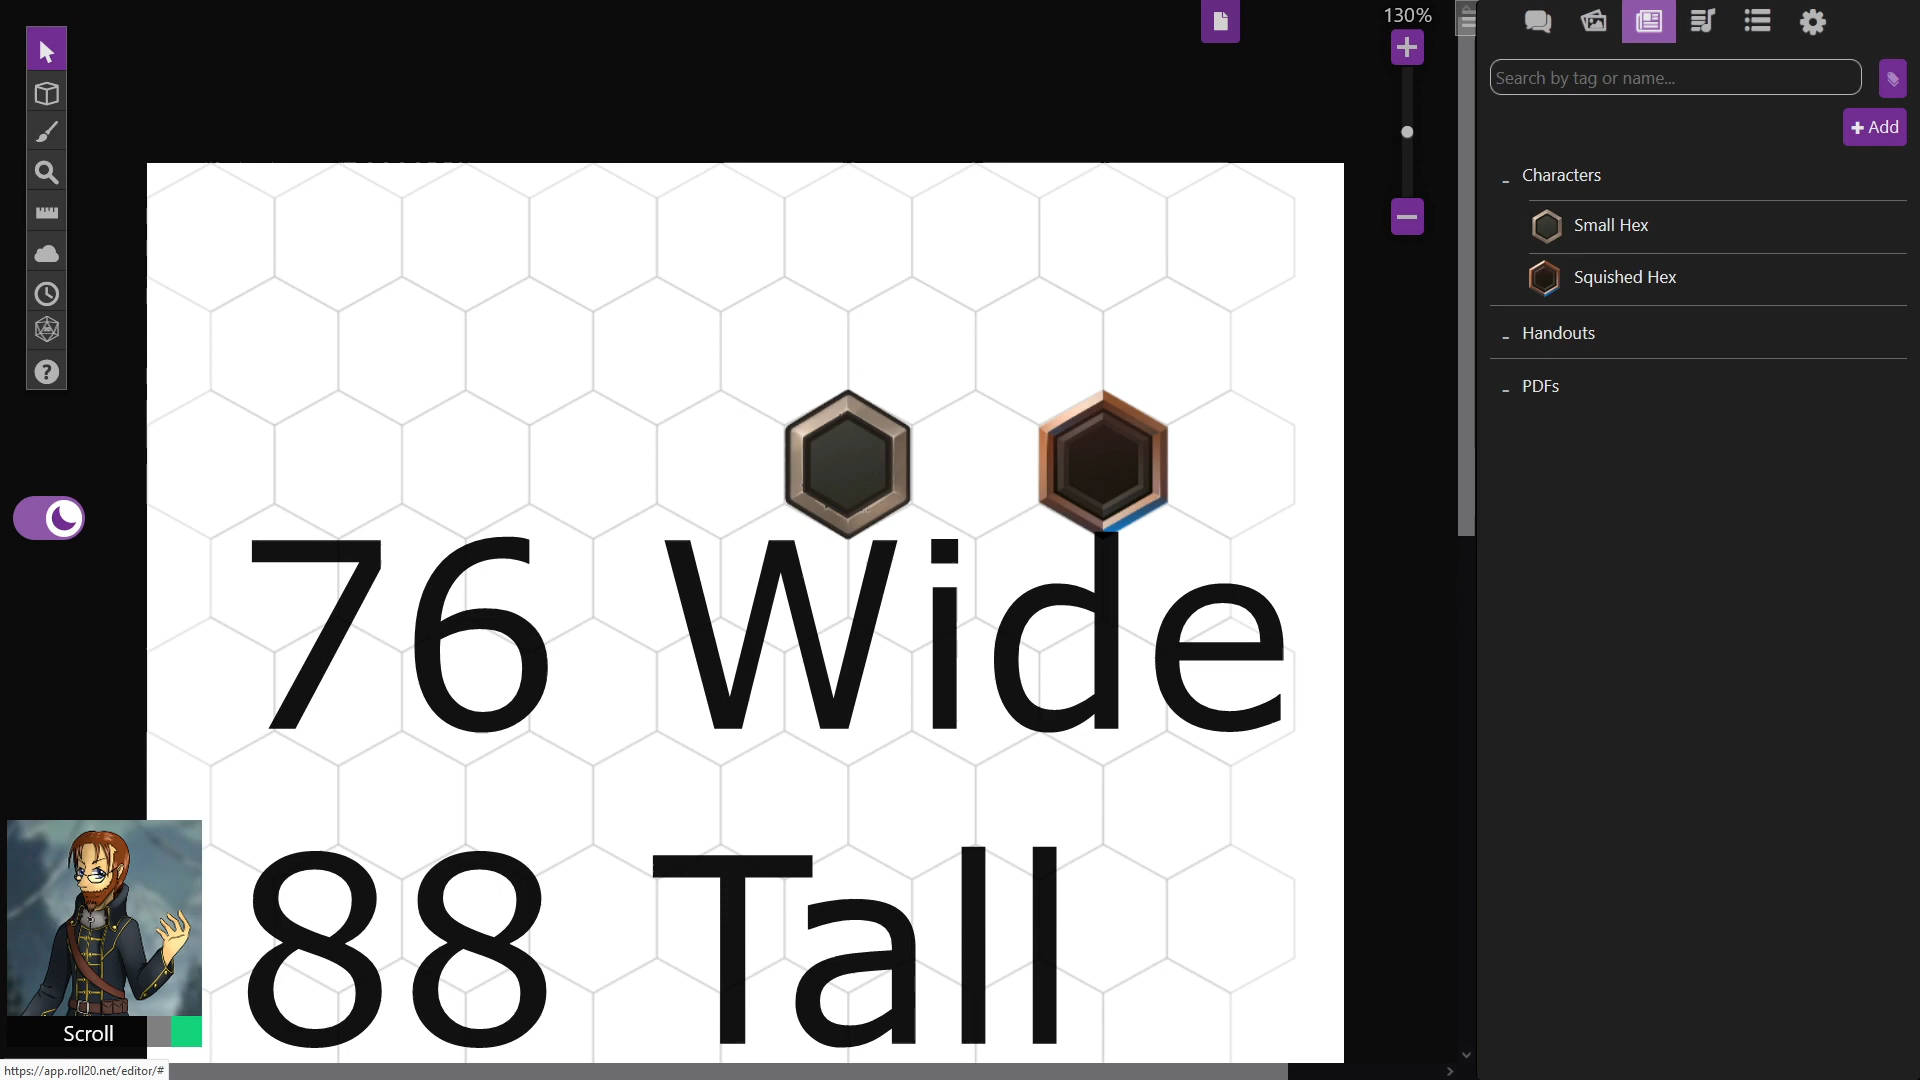 130%
Search by tag or name...
+ Add
Characters
Small Hex
Squished Hex
Handouts
PDFs
76 Wide
88 Tall
Scroll
https://app.roll20.net/editor/#